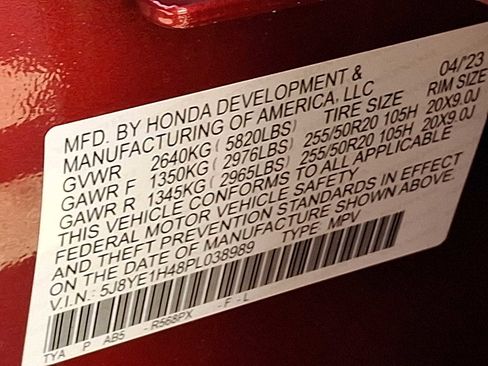 MFD. BY HONDA DEVELOPMENT & 04/'23
MANUFACTURING OF AMERICA, LLC
GVWR 2640KG ( 5820LBS) TIRE SIZE RIM SIZE
GAWR F 1350KG ( 2976LBS) 255/50R20 105H 20X9.0J
GAWR R 1345KG ( 2965LBS) 255/50R20 105H 20X9.0J
THIS VEHICLE CONFORMS TO ALL APPLICABLE
FEDERAL MOTOR VEHICLE SAFETY
AND THEFT PREVENTION STANDARDS IN EFFECT
ON THE DATE OF MANUFACTURE SHOWN ABOVE.
V.I.N.: 5J8YE1H48PL038989 TYPE MPV
TYA P AB5 - R568PX - F - L